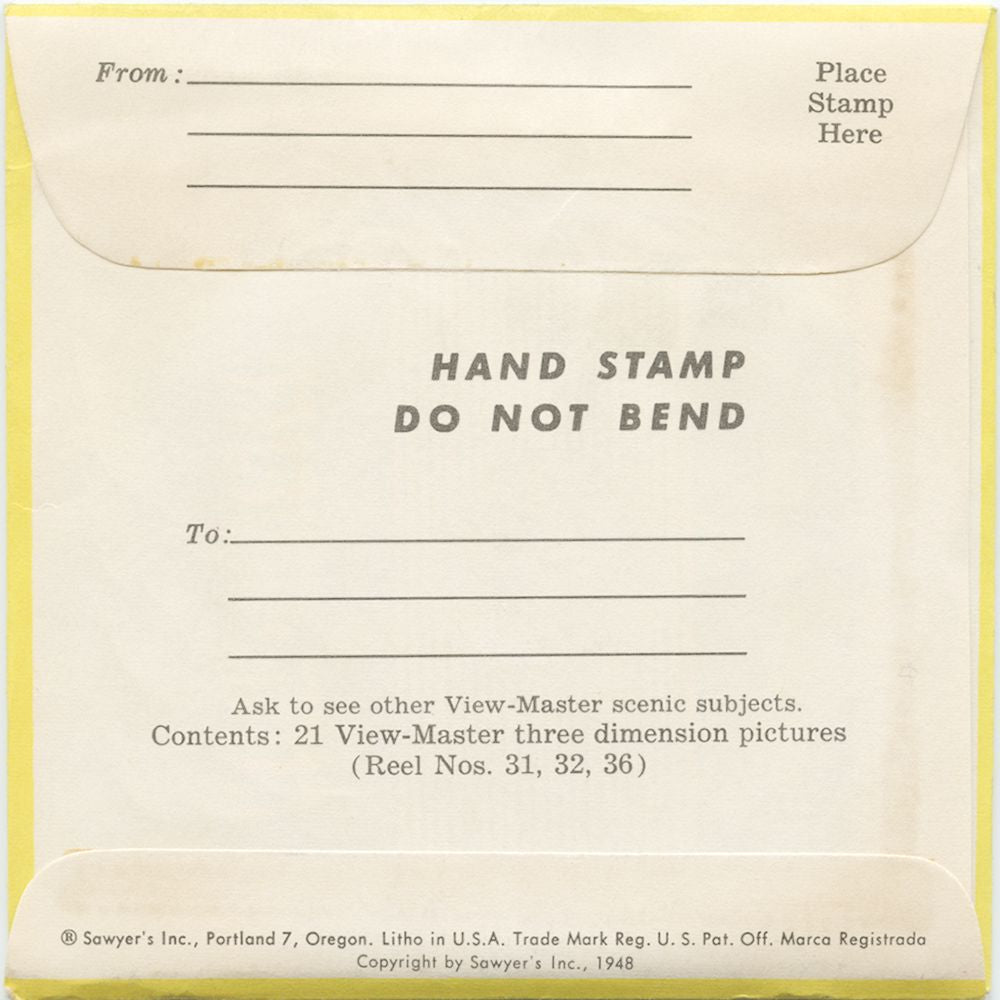 From :
Place
Stamp
Here
HAND STAMP
DO NOT BEND
To:
Ask to see other View-Master scenic subjects.
Contents: 21 View-Master three dimension pictures
(Reel Nos. 31, 32, 36)
® Sawyer's Inc., Portland 7, Oregon. Litho in U.S.A. Trade Mark Reg. U. S. Pat. Off. Marca Registrada
Copyright by Sawyer's Inc., 1948